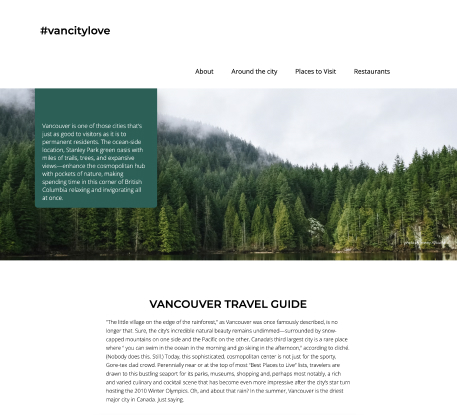 #vancitylove
About Around the city Places to Visit Restaurants
Vancouver is one of those cities that's
just as good to visitors as it is to
permanent residents. The ocean-side
location, Stanley Park green oasis with
miles of trails, trees, and expansive
views—enhance the cosmopolitan hub
with pockets of nature, making
spending time in this corner of British
Columbia relaxing and invigorating all
at once.
VANCOUVER TRAVEL GUIDE
"The little village on the edge of the rainforest," as Vancouver was once famously described, is no
longer that. Sure, the city's incredible natural beauty remains undimmed—surrounded by snow-
capped mountains on one side and the Pacific on the other, Canada's third largest city is a rare place
where " you can swim in the ocean in the morning and go skiing in the afternoon," according to cliché.
(Nobody does this. Still.) Today, this sophisticated, cosmopolitan center is not just for the sporty,
Gore-tex clad crowd. Perennially near or at the top of most "Best Places to Live" lists, travelers are
drawn to this bustling seaport for its parks, museums, shopping and, perhaps most notably, a rich
and varied culinary and cocktail scene that has become even more impressive after the city's star turn
hosting the 2010 Winter Olympics. Oh, and about that rain? In the summer, Vancouver is the driest
major city in Canada. Just saying.